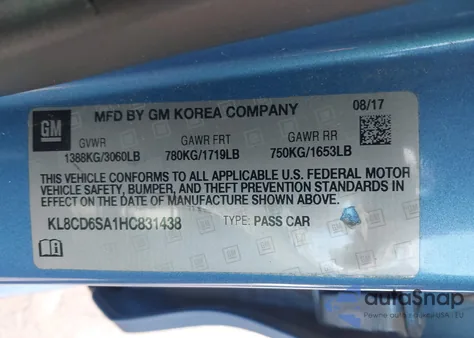 GM
MFD BY GM KOREA COMPANY 08/17
GVWR GAWR FRT GAWR RR
1388KG/3060LB 780KG/1719LB 750KG/1653LB
THIS VEHICLE CONFORMS TO ALL APPLICABLE U.S. FEDERAL MOTOR
VEHICLE SAFETY, BUMPER, AND THEFT PREVENTION STANDARDS IN
EFFECT ON THE DATE OF MANUFACTURE SHOWN ABOVE.
KL8CD6SA1HC831438 TYPE: PASS CAR
autoSnap